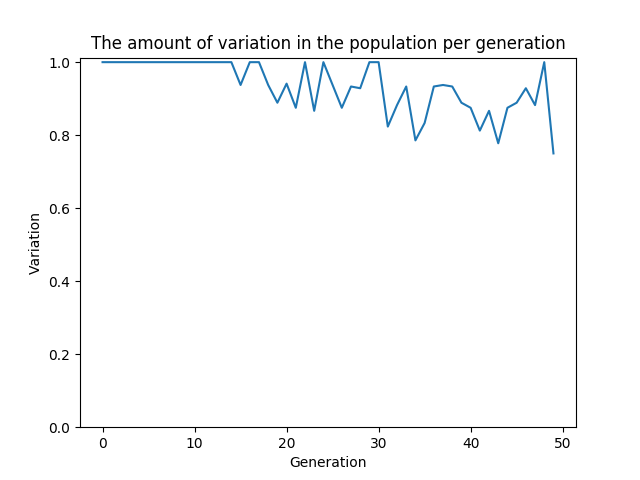 The amount of variation in the population per generation
1.0
0.8
0.6
0.4
0.2
0.0
Variation
0 10 20 30 40 50
Generation